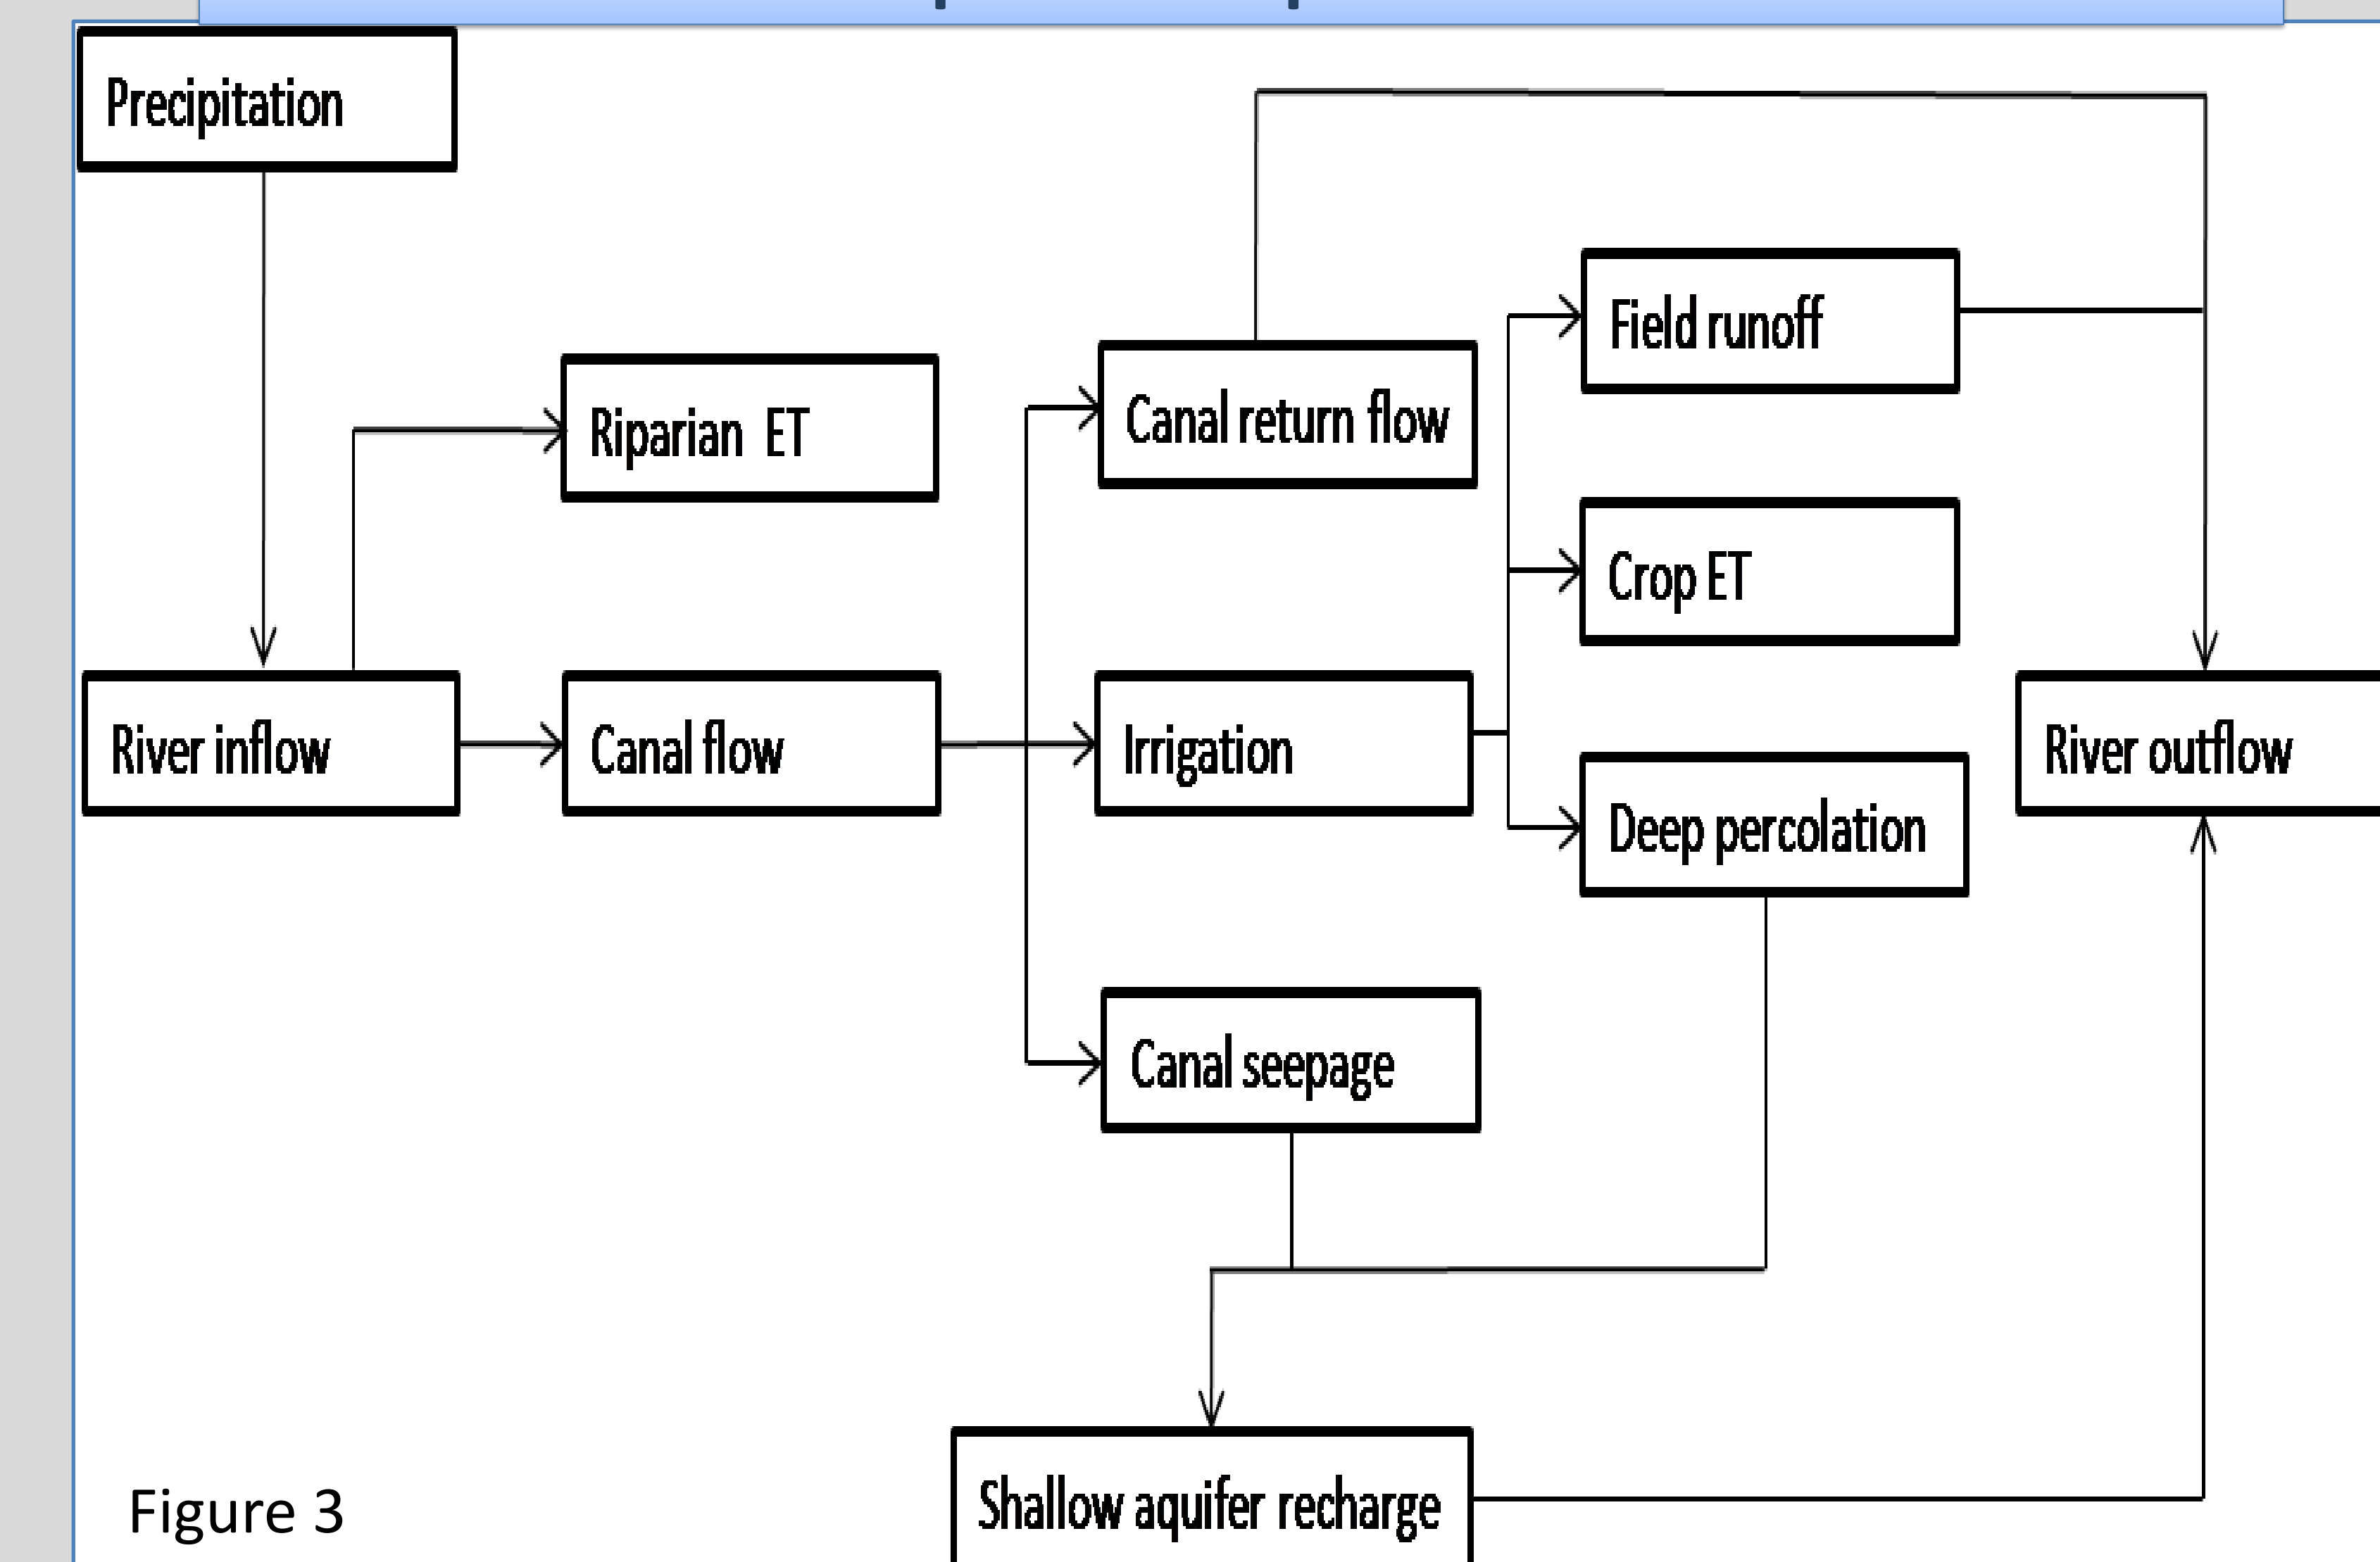 Precipitation
Field runoff
Riparian ET
Canal return flow
Crop ET
River inflow
Canal flow
Irrigation
River outflow
Deep percolation
Canal seepage
Shallow aquifer recharge
Figure 3